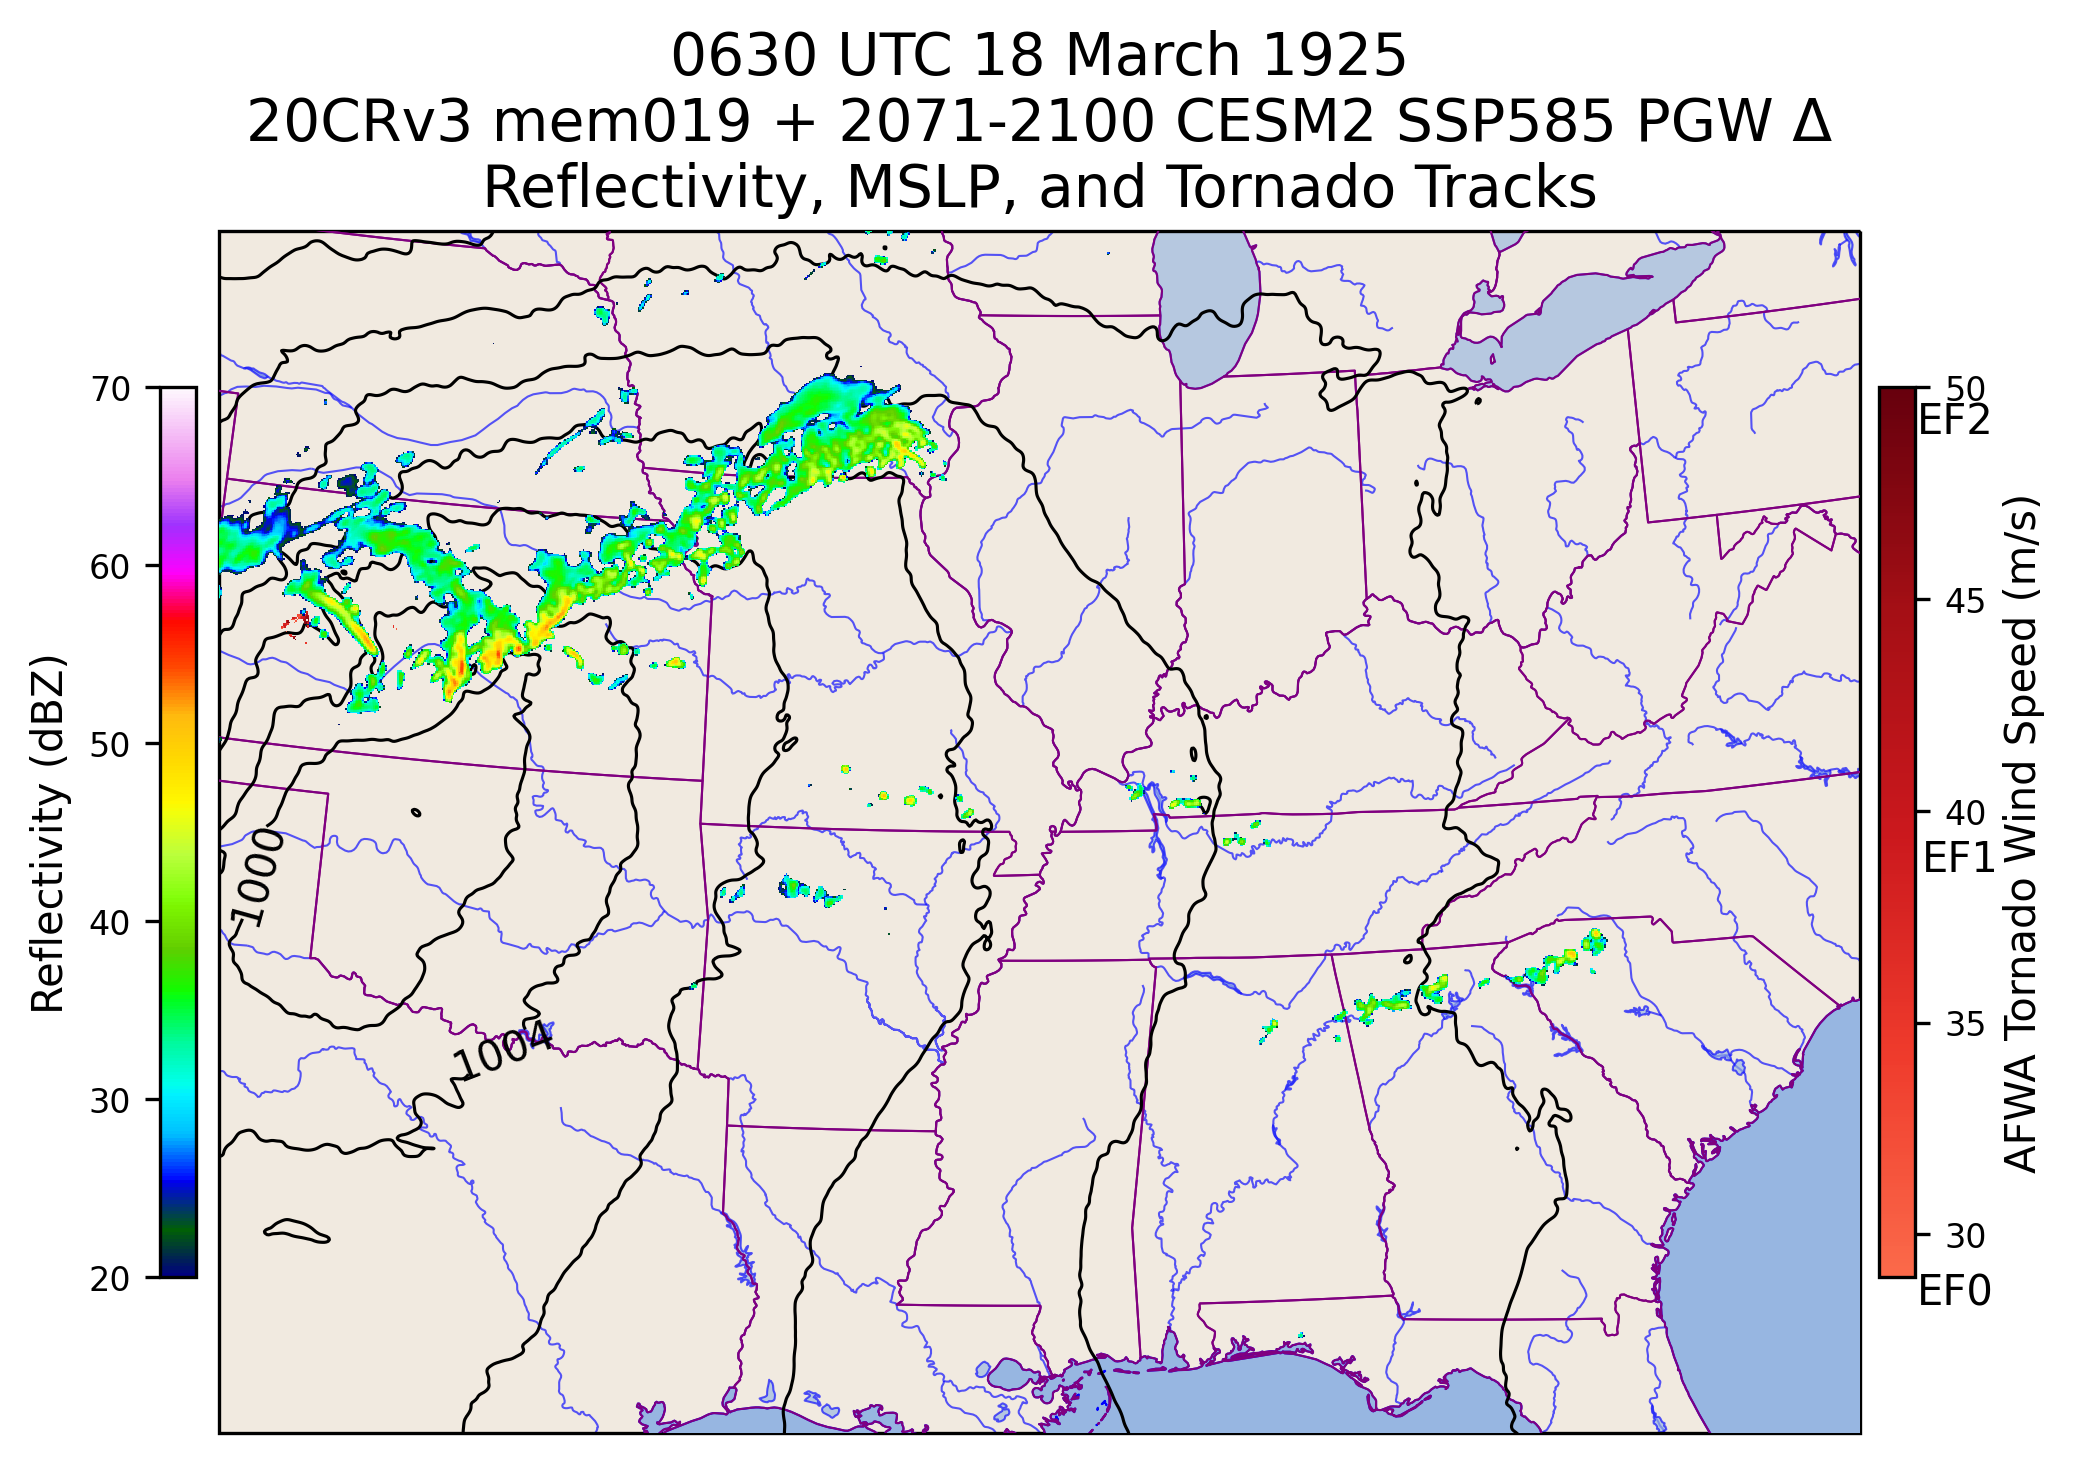 0630 UTC 18 March 1925
20CRv3 mem019 + 2071-2100 CESM2 SSP585 PGW Δ
Reflectivity, MSLP, and Tornado Tracks
Reflectivity (dBZ)
70
60
50
40
30
20
1000
1004
50
EF2
45
40
EF1
35
30
EF0
AFWA Tornado Wind Speed (m/s)